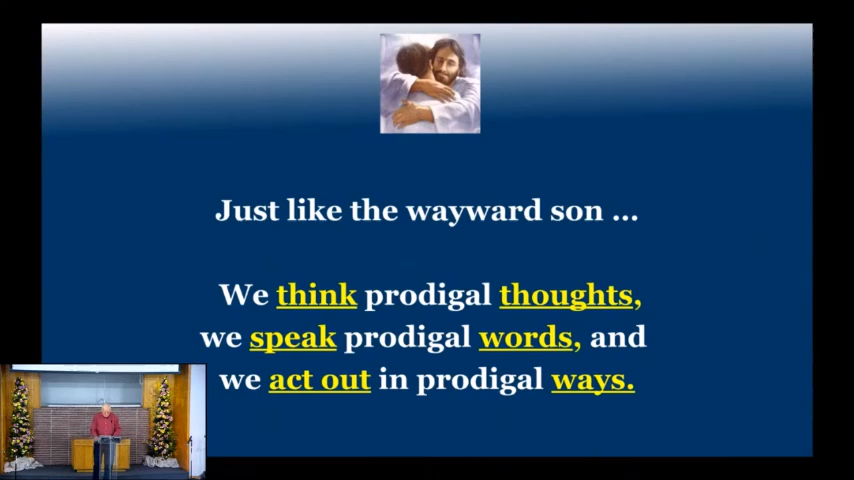 Just like the wayward son ...
We think prodigal thoughts,
we speak prodigal words, and
we act out in prodigal ways.